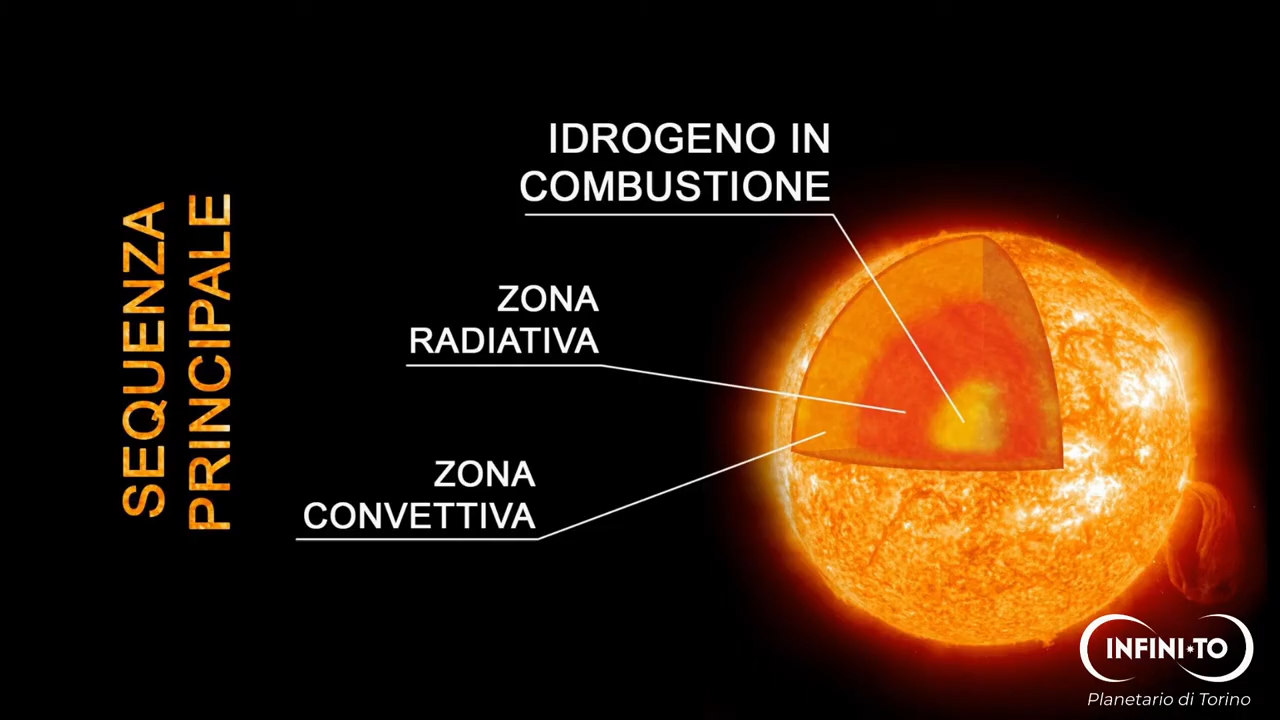 SEQUENZA
PRINCIPALE
IDROGENO IN
COMBUSTIONE
ZONA
RADIATIVA
ZONA
CONVETTIVA
INFINI*TO
Planetario di Torino